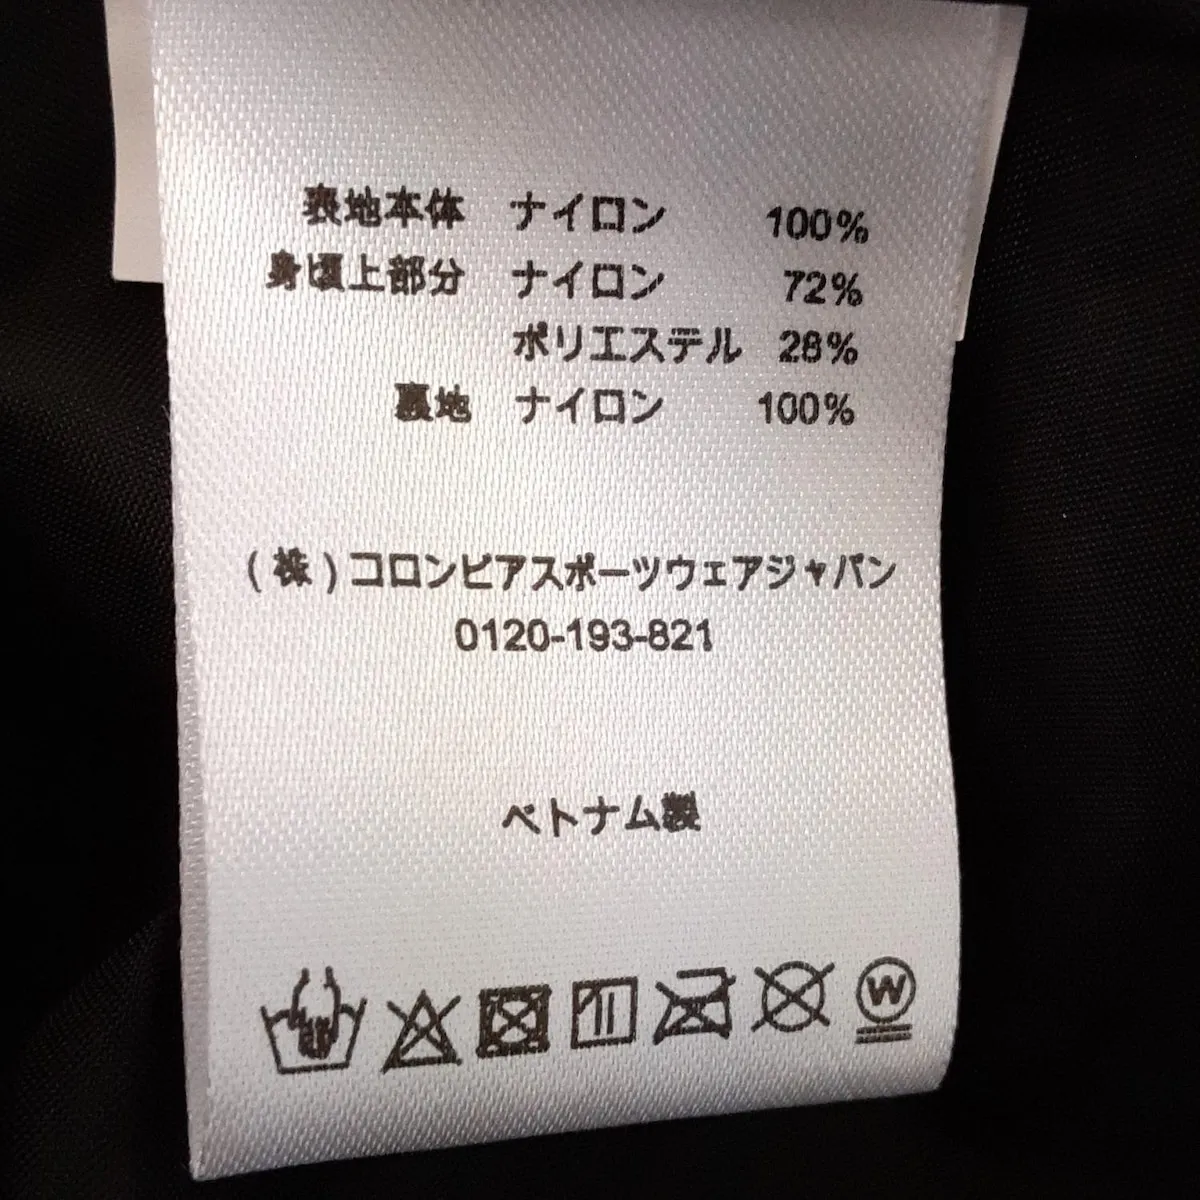 表地本体 ナイロン 100%
身頃上部分 ナイロン 72%
ポリエステル 28%
裏地 ナイロン 100%
(株)コロンビアスポーツウェアジャパン
0120-193-821
ベトナム製
W